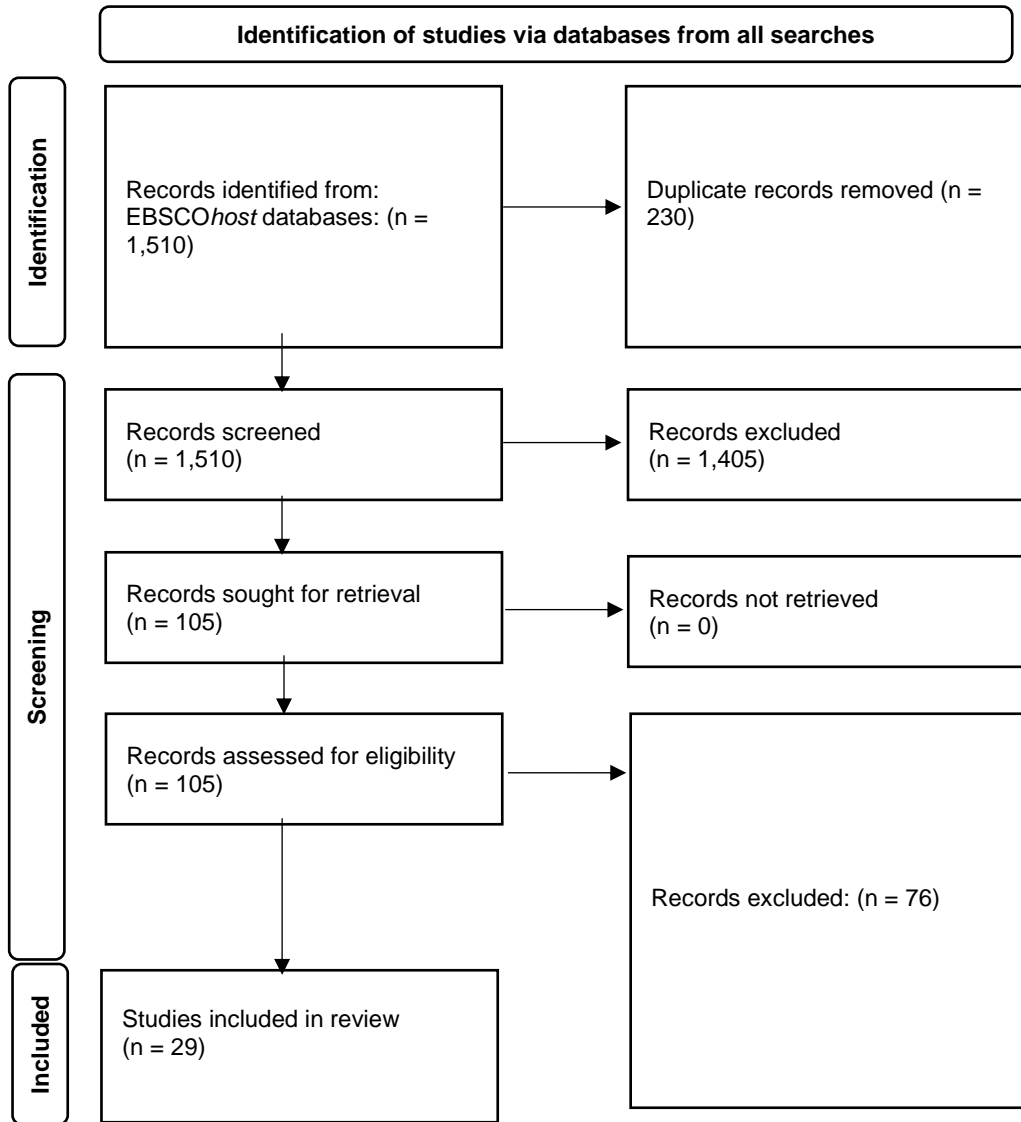 Identification of studies via databases from all searches
Identification
Records identified from:
EBSCOhost databases: (n =
1,510)
Duplicate records removed (n =
230)
Screening
Records screened
(n = 1,510)
Records excluded
(n = 1,405)
Records sought for retrieval
(n = 105)
Records not retrieved
(n = 0)
Records assessed for eligibility
(n = 105)
Records excluded: (n = 76)
Included
Studies included in review
(n = 29)